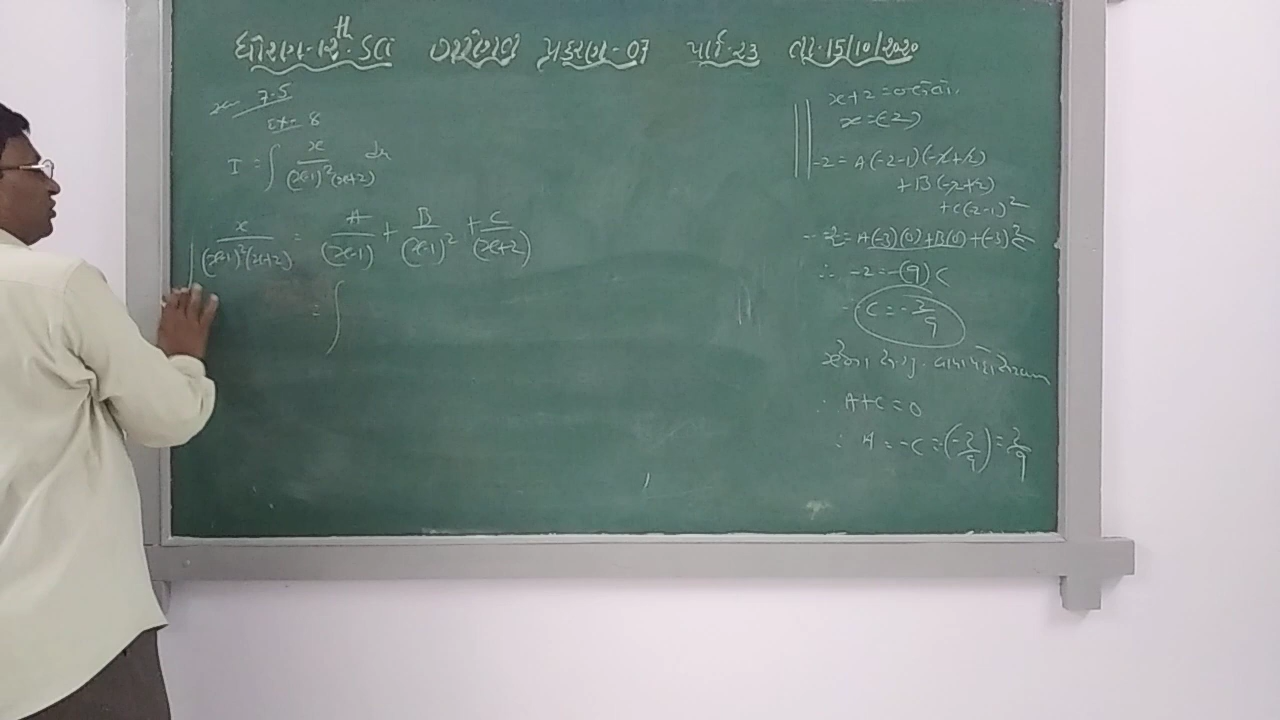 ધોરણ-12th. SCI ગણિત પ્રકરણ-07 પાર્ટ-23 તા.15/10/2020
7.5
Ex- 8
I = ∫ x/((x-1)²(x+2)) dx
x/((x-1)²(x+2)) = A/(x-1) + B/(x-1)² + C/(x+2)
= ∫
x+2 = 0 લેતાં,
x = (-2)
-2 = A(-2-1)(-2+2)
+ B(-2+2)
+ C(-2-1)²
-2 = A(-3)(0) + B(0) + (-3)²C
∴ -2 = (9)C
C = -2/9
∴ A+C = 0
∴ A = -C = -(-2/9) = 2/9